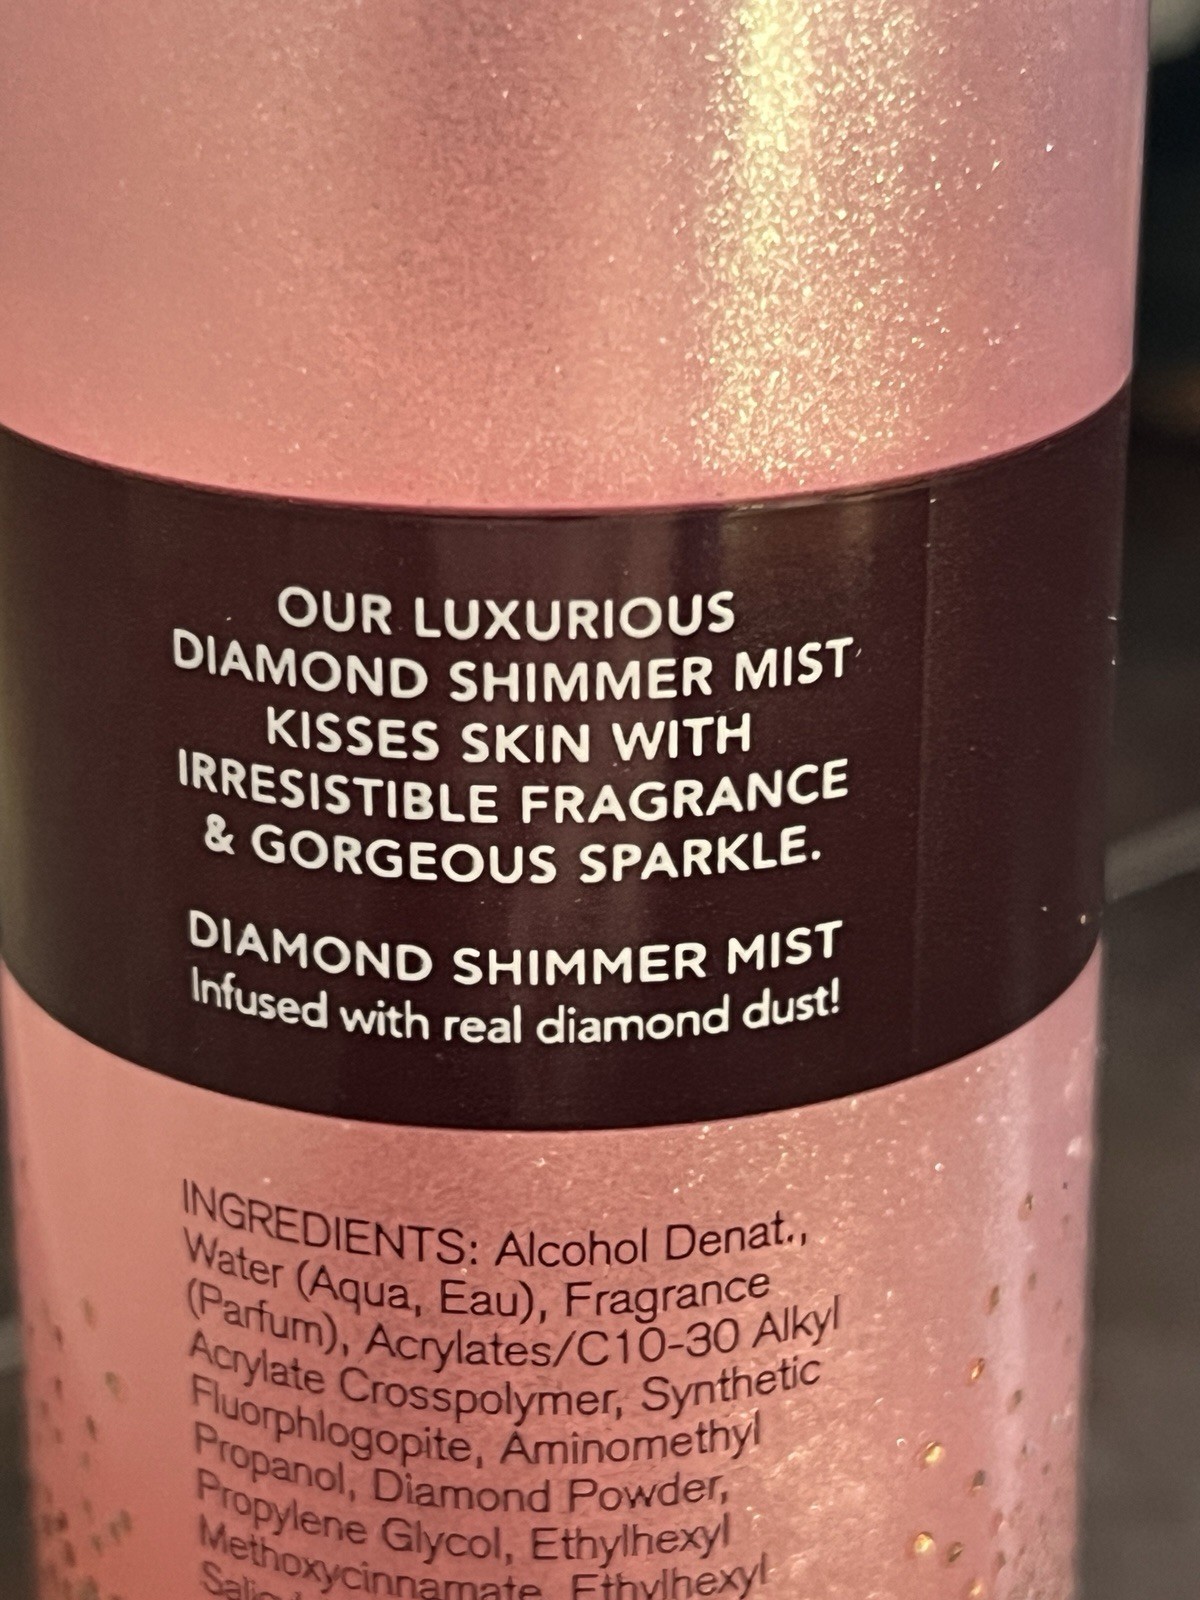 OUR LUXURIOUS
DIAMOND SHIMMER MIST
KISSES SKIN WITH
IRRESISTIBLE FRAGRANCE
& GORGEOUS SPARKLE.
DIAMOND SHIMMER MIST
Infused with real diamond dust!
INGREDIENTS: Alcohol Denat.,
Water (Aqua, Eau), Fragrance
(Parfum), Acrylates/C10-30 Alkyl
Acrylate Crosspolymer, Synthetic
Fluorphlogopite, Aminomethyl
Propanol, Diamond Powder,
Propylene Glycol, Ethylhexyl
Methoxycinnamate, Ethylhexyl